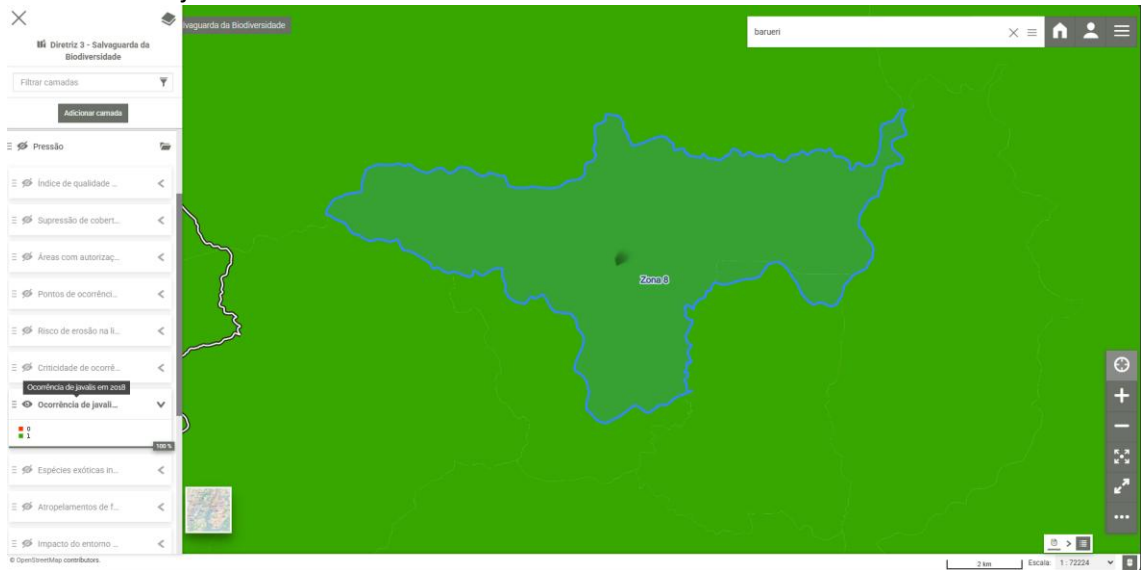 Diretriz 3 - Salvaguarda da
Biodiversidade
Filtrar camadas
Adicionar camada
Pressão
Índice de qualidade ...
Supressão de cobert...
Áreas com autorizaç...
Pontos de ocorrênci...
Risco de erosão na li...
Criticidade de ocorrê...
Ocorrência de javalis em 2018
Ocorrência de javali...
0
1
100 %
Espécies exóticas in...
Atropelamentos de f...
Impacto do entorno ...
© OpenStreetMap contributors.
lvaguarda da Biodiversidade
barueri
Zona 8
2 km
Escala: 1 : 72224